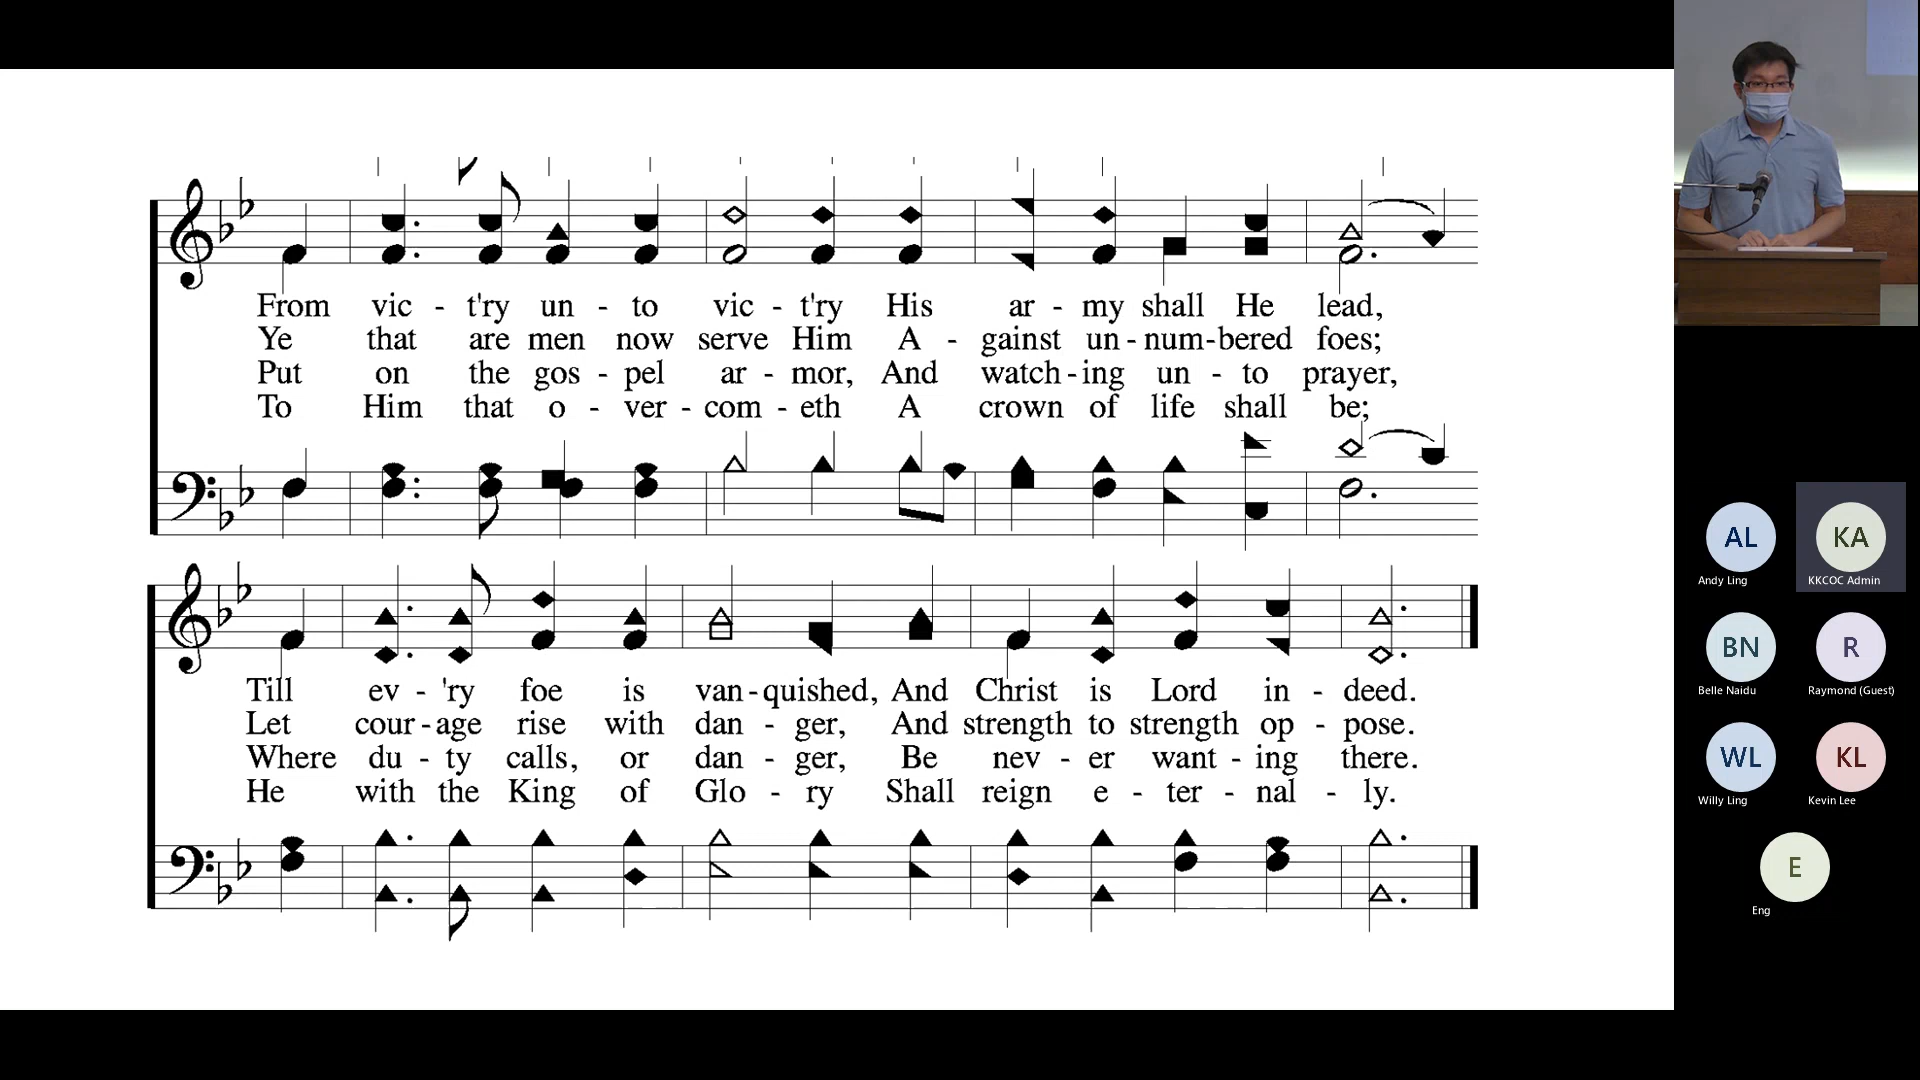 From vic - t'ry un - to vic - t'ry His ar - my shall He lead,
Ye that are men now serve Him A - gainst un - num - bered foes;
Put on the gos - pel ar - mor, And watch - ing un - to prayer,
To Him that o - ver - com - eth A crown of life shall be;
Till ev - 'ry foe is van - quished, And Christ is Lord in - deed.
Let cour - age rise with dan - ger, And strength to strength op - pose.
Where du - ty calls, or dan - ger, Be nev - er want - ing there.
He with the King of Glo - ry Shall reign e - ter - nal - ly.
AL
Andy Ling
KA
KKCOC Admin
BN
Belle Naidu
R
Raymond (Guest)
WL
Willy Ling
KL
Kevin Lee
E
Eng